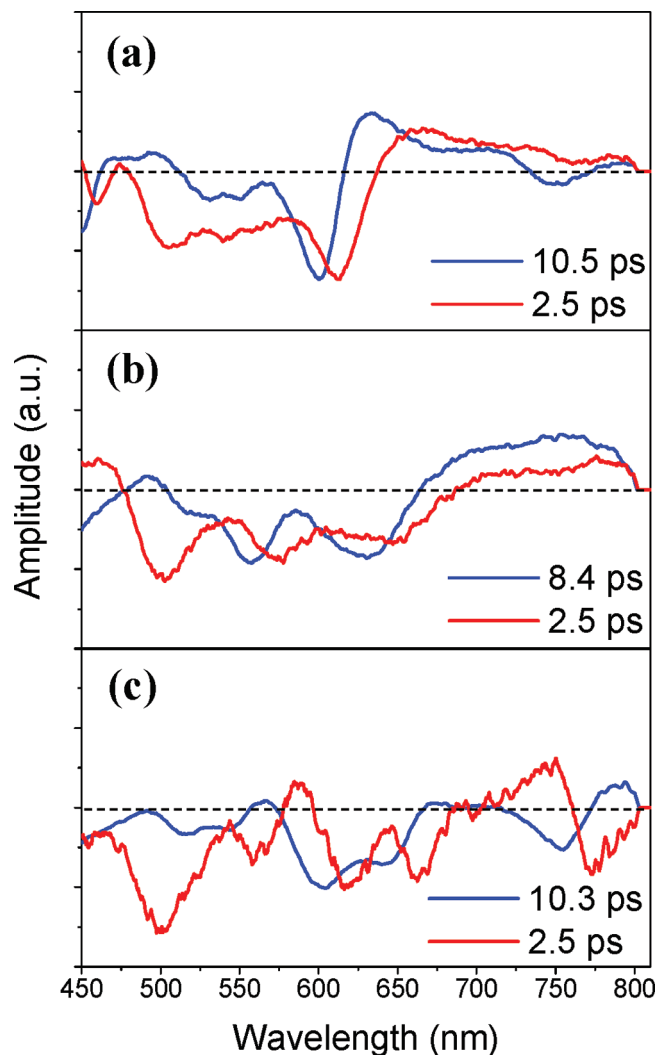 (a)
10.5 ps
2.5 ps
(b)
8.4 ps
2.5 ps
(c)
10.3 ps
2.5 ps
Amplitude (a.u.)
450 500 550 600 650 700 750 800
Wavelength (nm)